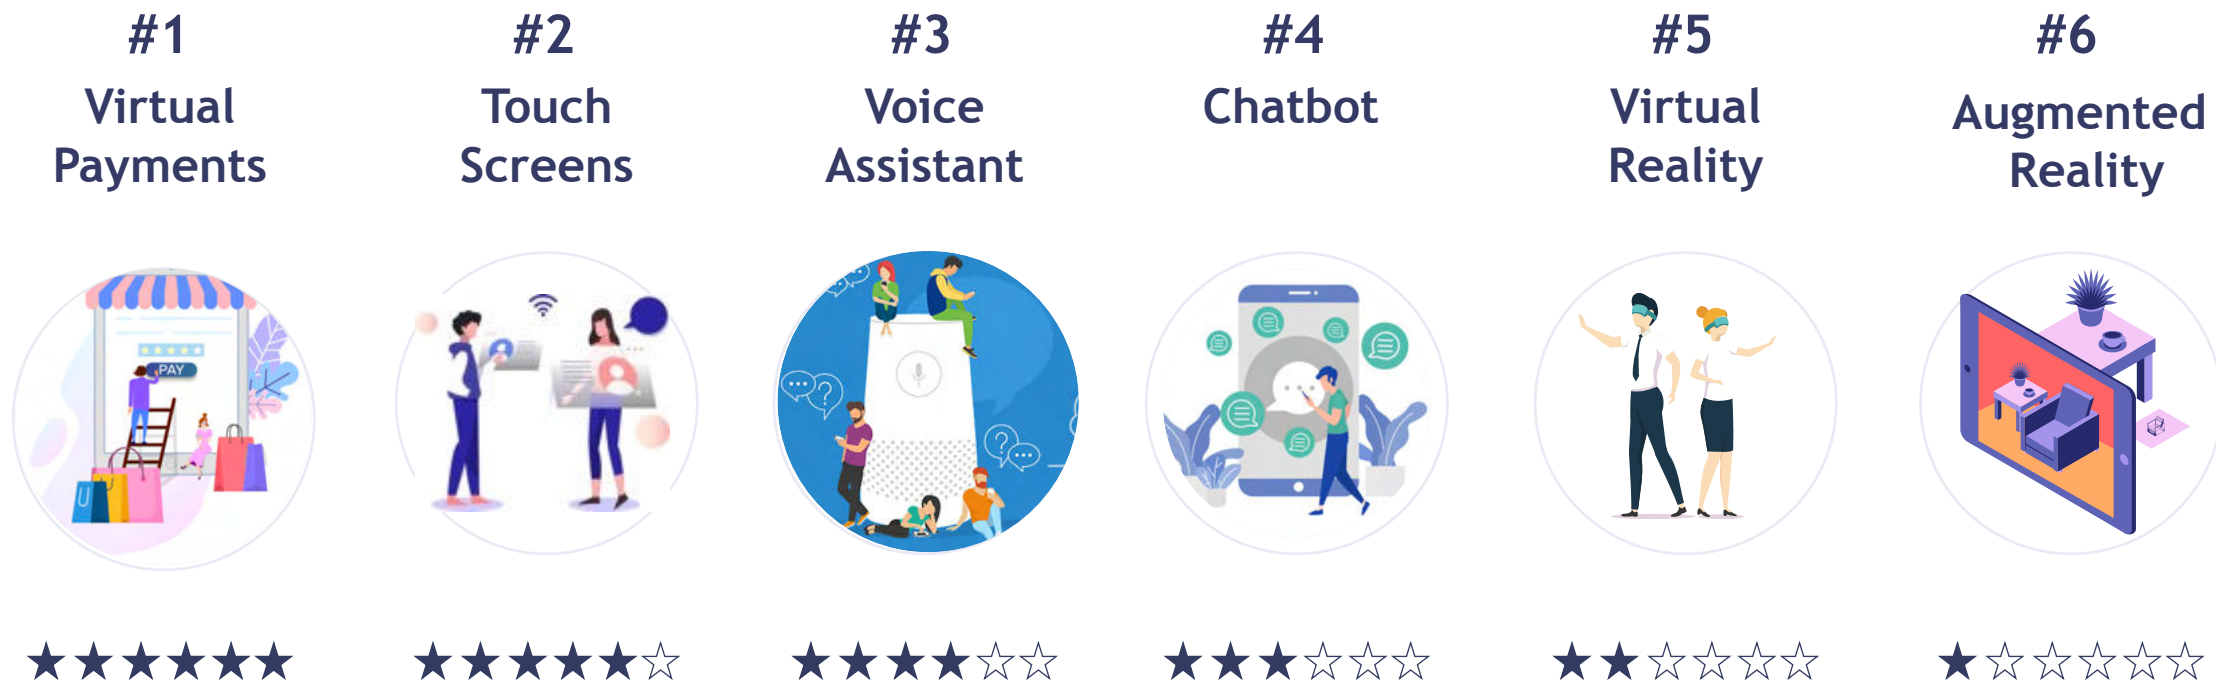 #1
Virtual
Payments
#2
Touch
Screens
#3
Voice
Assistant
#4
Chatbot
#5
Virtual
Reality
#6
Augmented
Reality
PAY